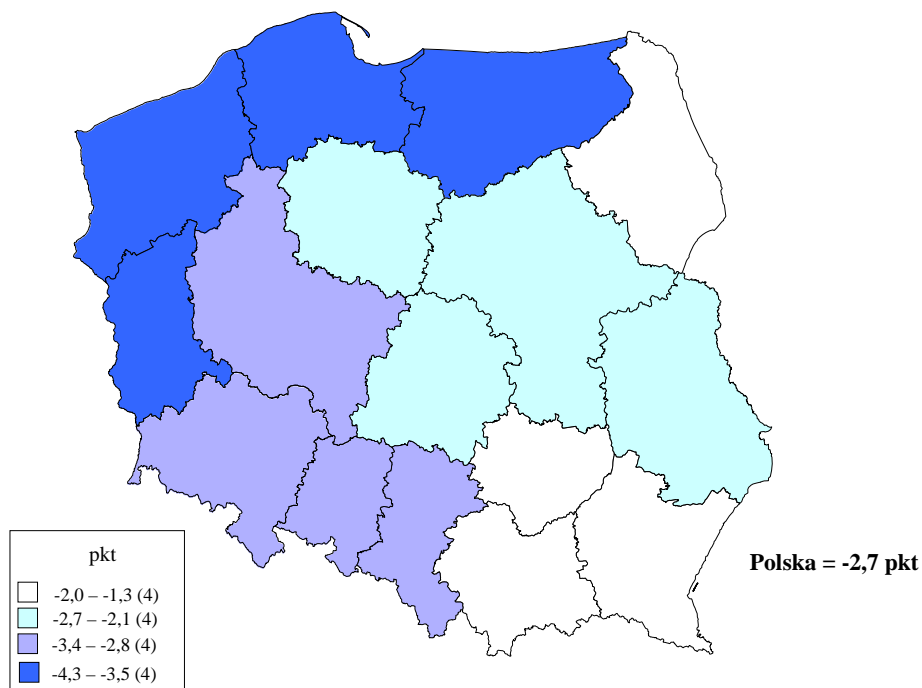 pkt
-2,0 – -1,3 (4)
-2,7 – -2,1 (4)
-3,4 – -2,8 (4)
-4,3 – -3,5 (4)
Polska = -2,7 pkt